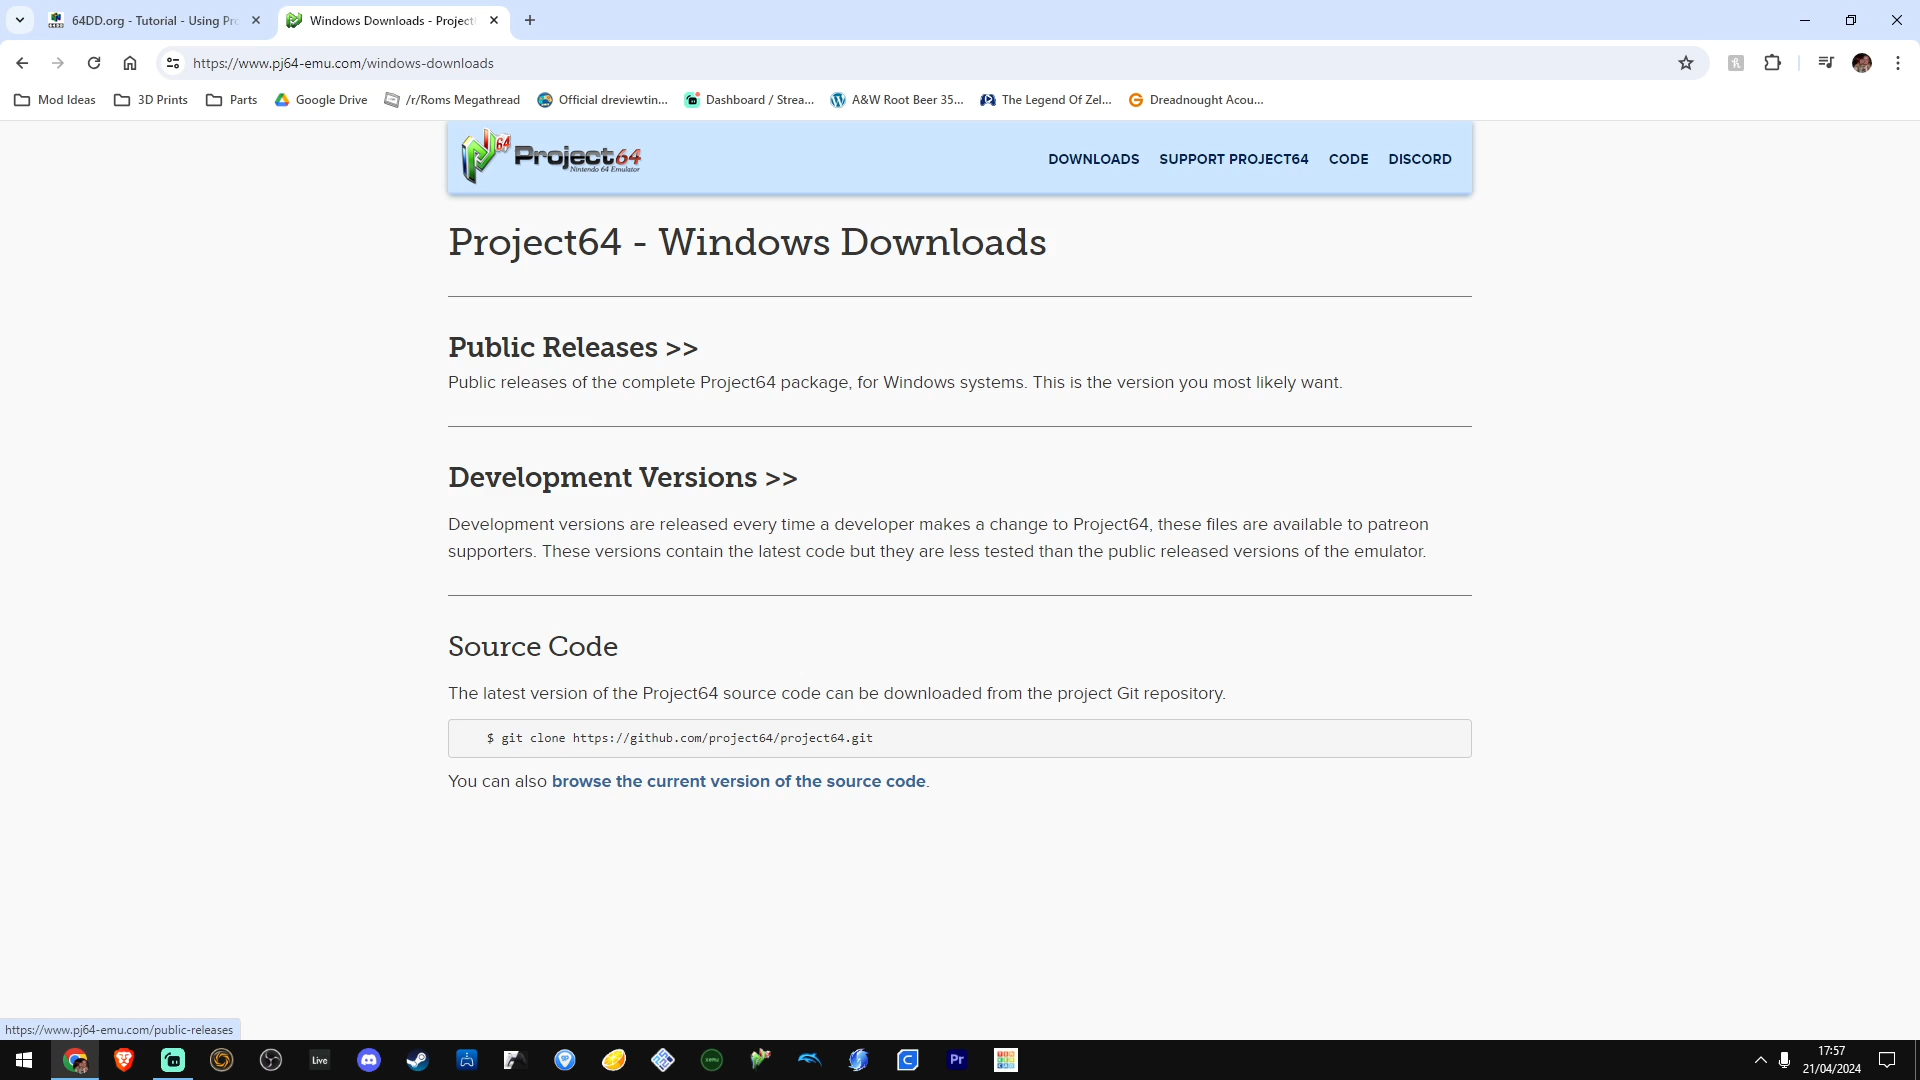 64DD.org - Tutorial - Using Pr
Windows Downloads - Project
https://www.pj64-emu.com/windows-downloads
Mod Ideas
3D Prints
Parts
Google Drive
/r/Roms Megathread
Official dreviewtin...
Dashboard / Strea...
A&W Root Beer 35...
The Legend Of Zel...
Dreadnought Acou...
64
Project64
Nintendo 64 Emulator
DOWNLOADS
SUPPORT PROJECT64
CODE
DISCORD
Project64 - Windows Downloads
Public Releases >>
Public releases of the complete Project64 package, for Windows systems. This is the version you most likely want.
Development Versions >>
Development versions are released every time a developer makes a change to Project64, these files are available to patreon
supporters. These versions contain the latest code but they are less tested than the public released versions of the emulator.
Source Code
The latest version of the Project64 source code can be downloaded from the project Git repository.
$ git clone https://github.com/project64/project64.git
You can also browse the current version of the source code.
https://www.pj64-emu.com/public-releases
Live
xemu
Pr
17:57
21/04/2024